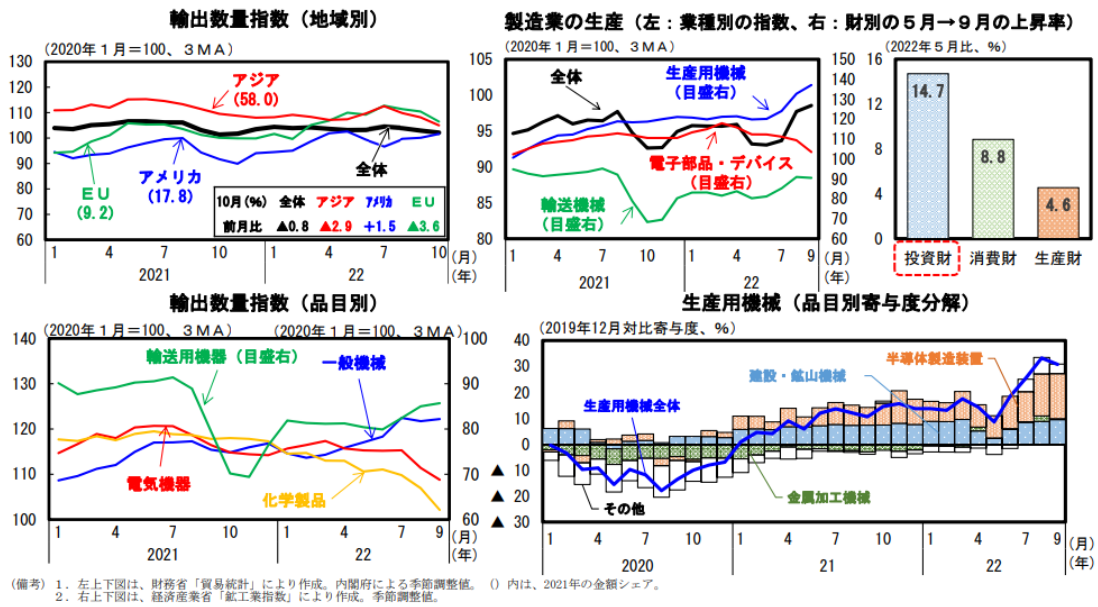 輸出数量指数（地域別）
（2020年１月＝100、３MA）
130
120
110
100
90
80
70
60
アジア
(58.0)
全体
アメリカ
(17.8)
ＥＵ
(9.2)
10月(%) 全体 アジア ｱﾒﾘｶ ＥＵ
前月比 ▲0.8 ▲2.9 +1.5 ▲3.6
1 4 7 10 1 4 7 10 (月)
2021 22 (年)
製造業の生産（左：業種別の指数、右：財別の５月→９月の上昇率）
（2020年１月＝100、３MA）
100
95
90
85
80
150
140
130
120
110
100
90
80
70
60
全体
生産用機械
（目盛右）
電子部品・デバイス
（目盛右）
輸送機械
（目盛右）
1 4 7 10 1 4 7 9 (月)
2021 22 (年)
（2022年５月比、%）
16
12
8
4
0
14.7
8.8
4.6
投資財 消費財 生産財
輸出数量指数（品目別）
（2020年１月＝100、３MA）
（2020年１月＝100、３MA）
140
130
120
110
100
100
90
80
70
60
輸送用機器（目盛右）
一般機械
電気機器
化学製品
1 4 7 10 1 4 7 9 (月)
2021 22 (年)
生産用機械（品目別寄与度分解）
（2019年12月対比寄与度、%）
40
30
20
10
0
▲ 10
▲ 20
▲ 30
半導体製造装置
建設・鉱山機械
生産用機械全体
金属加工機械
その他
1 4 7 10 1 4 7 10 1 4 7 9 (月)
2020 21 22 (年)
（備考）１．左上下図は、財務省「貿易統計」により作成。内閣府による季節調整値。（）内は、2021年の金額シェア。
２．右上下図は、経済産業省「鉱工業指数」により作成。季節調整値。